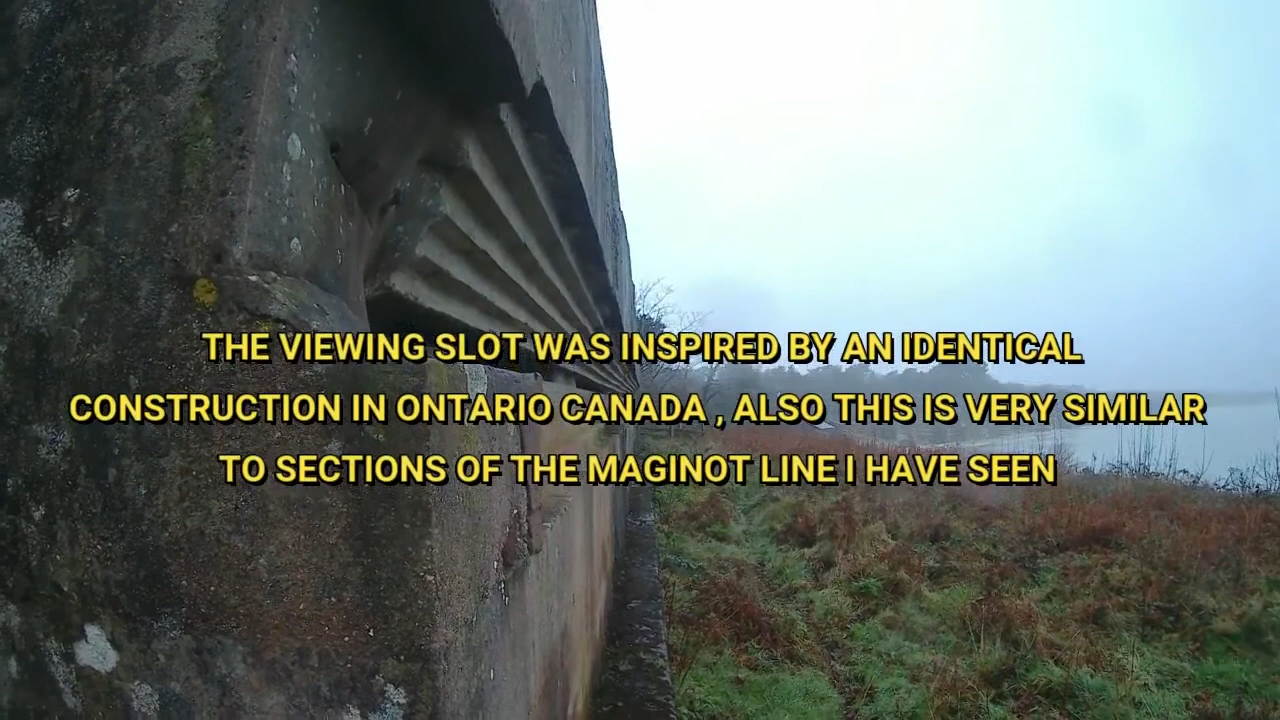 THE VIEWING SLOT WAS INSPIRED BY AN IDENTICAL
CONSTRUCTION IN ONTARIO CANADA , ALSO THIS IS VERY SIMILAR
TO SECTIONS OF THE MAGINOT LINE I HAVE SEEN